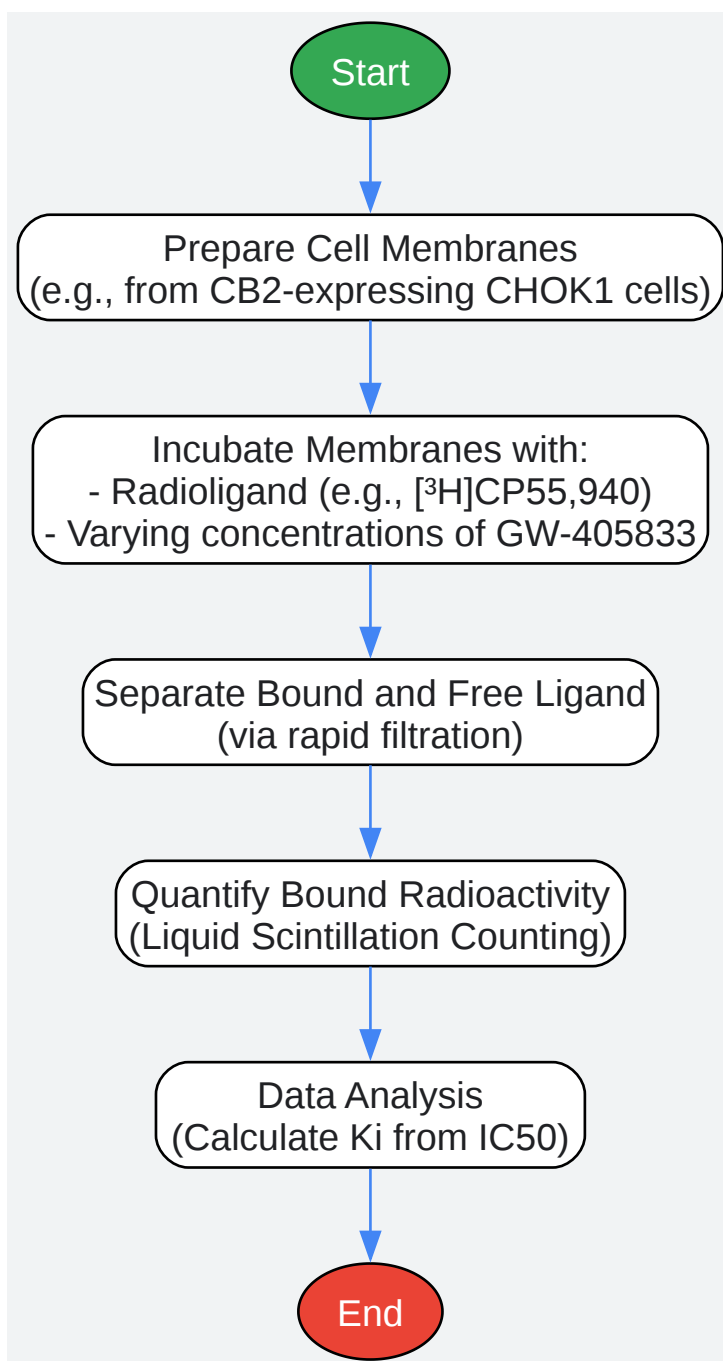 Start
Prepare Cell Membranes
(e.g., from CB2-expressing CHOK1 cells)
Incubate Membranes with:
- Radioligand (e.g., [³H]CP55,940)
- Varying concentrations of GW-405833
Separate Bound and Free Ligand
(via rapid filtration)
Quantify Bound Radioactivity
(Liquid Scintillation Counting)
Data Analysis
(Calculate Ki from IC50)
End